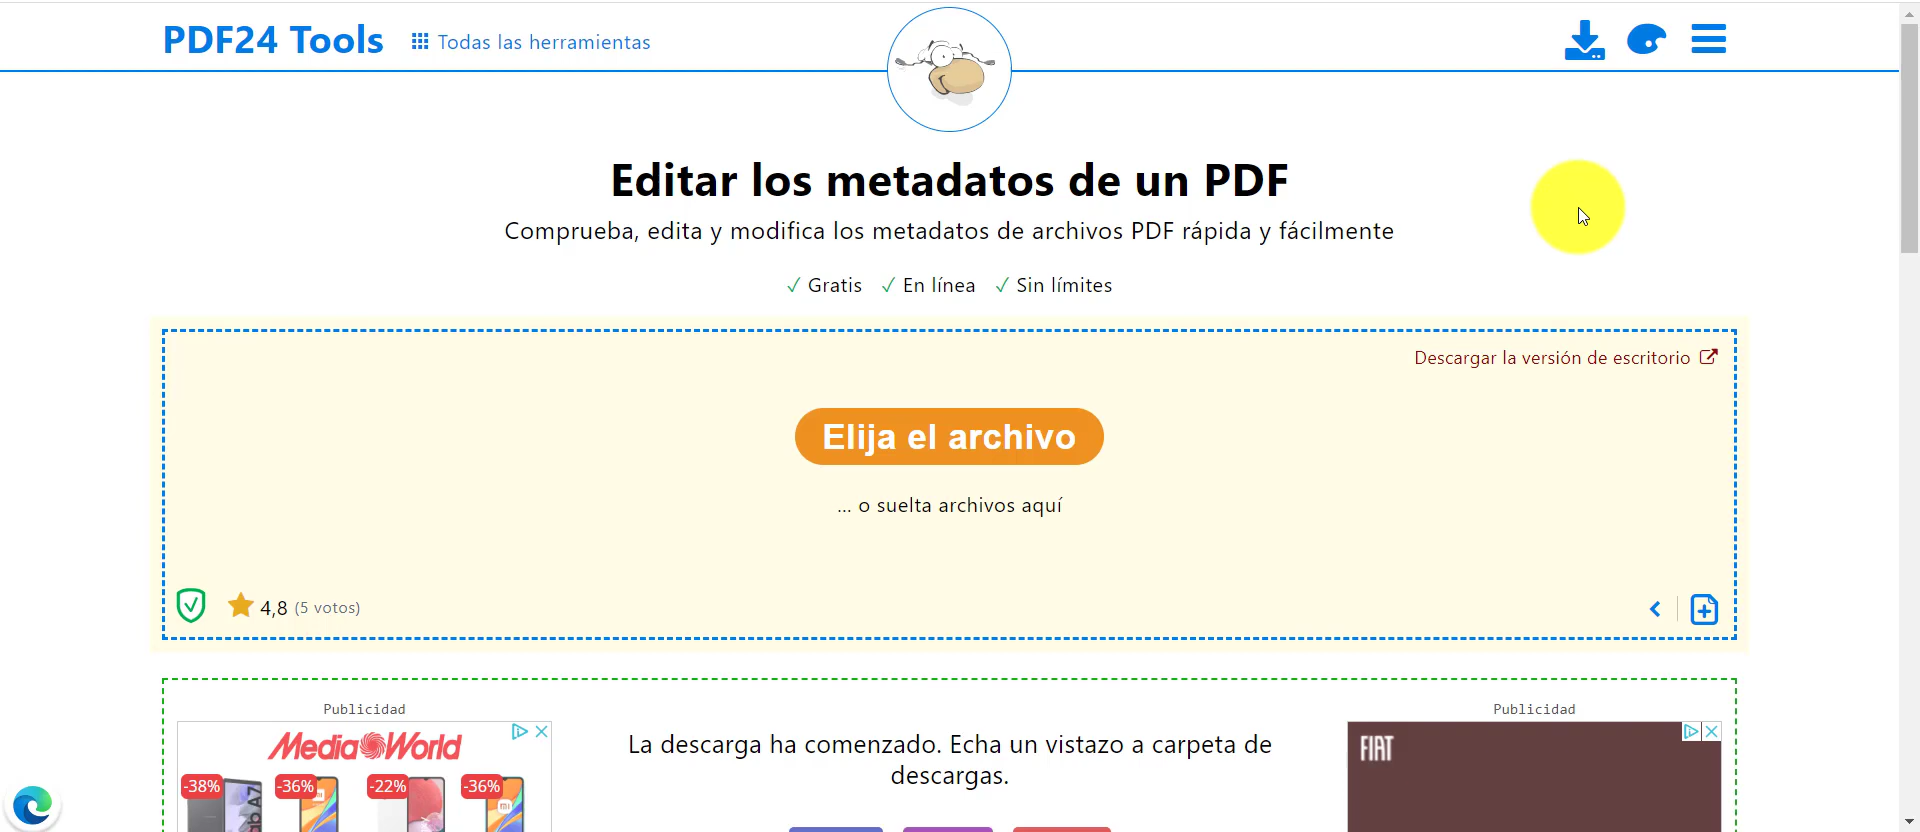 PDF24 Tools
Todas las herramientas
Editar los metadatos de un PDF
Comprueba, edita y modifica los metadatos de archivos PDF rápida y fácilmente
✓ Gratis ✓ En línea ✓ Sin límites
Descargar la versión de escritorio
Elija el archivo
... o suelta archivos aquí
4,8 (5 votos)
Publicidad
Publicidad
MediaWorld
La descarga ha comenzado. Echa un vistazo a carpeta de
descargas.
FIAT
-38% -36% -22% -36%